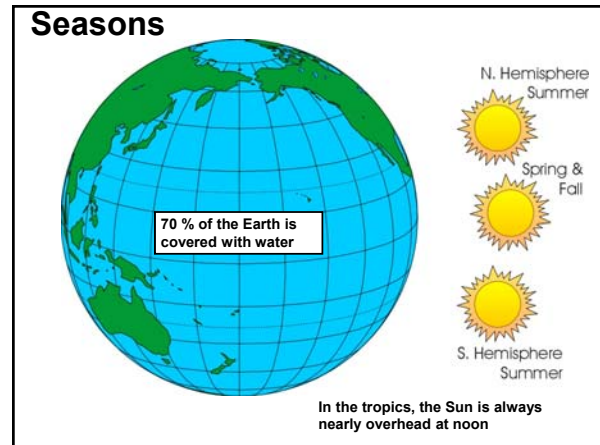 Seasons
N. Hemisphere
Summer
Spring &
Fall
70 % of the Earth is
covered with water
S. Hemisphere
Summer
In the tropics, the Sun is always
nearly overhead at noon